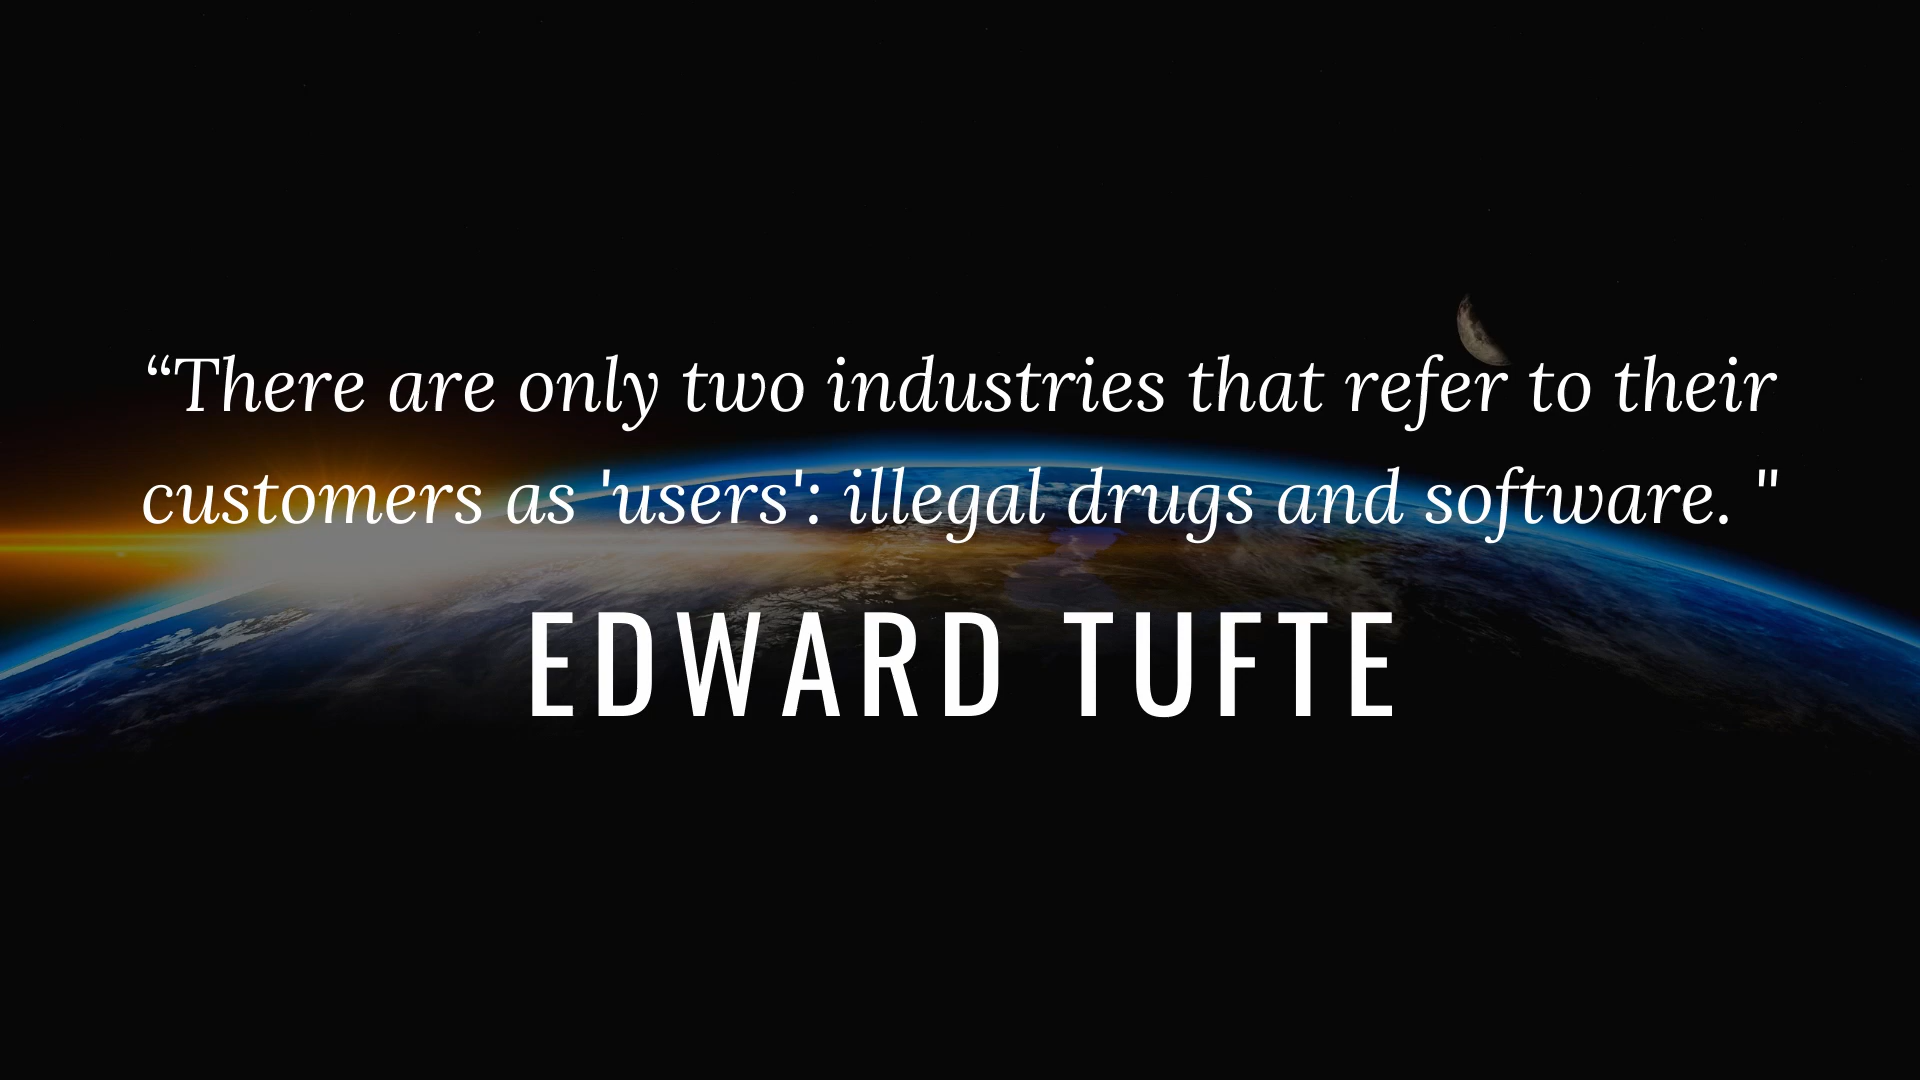 “There are only two industries that refer to their
customers as 'users': illegal drugs and software. "
EDWARD TUFTE